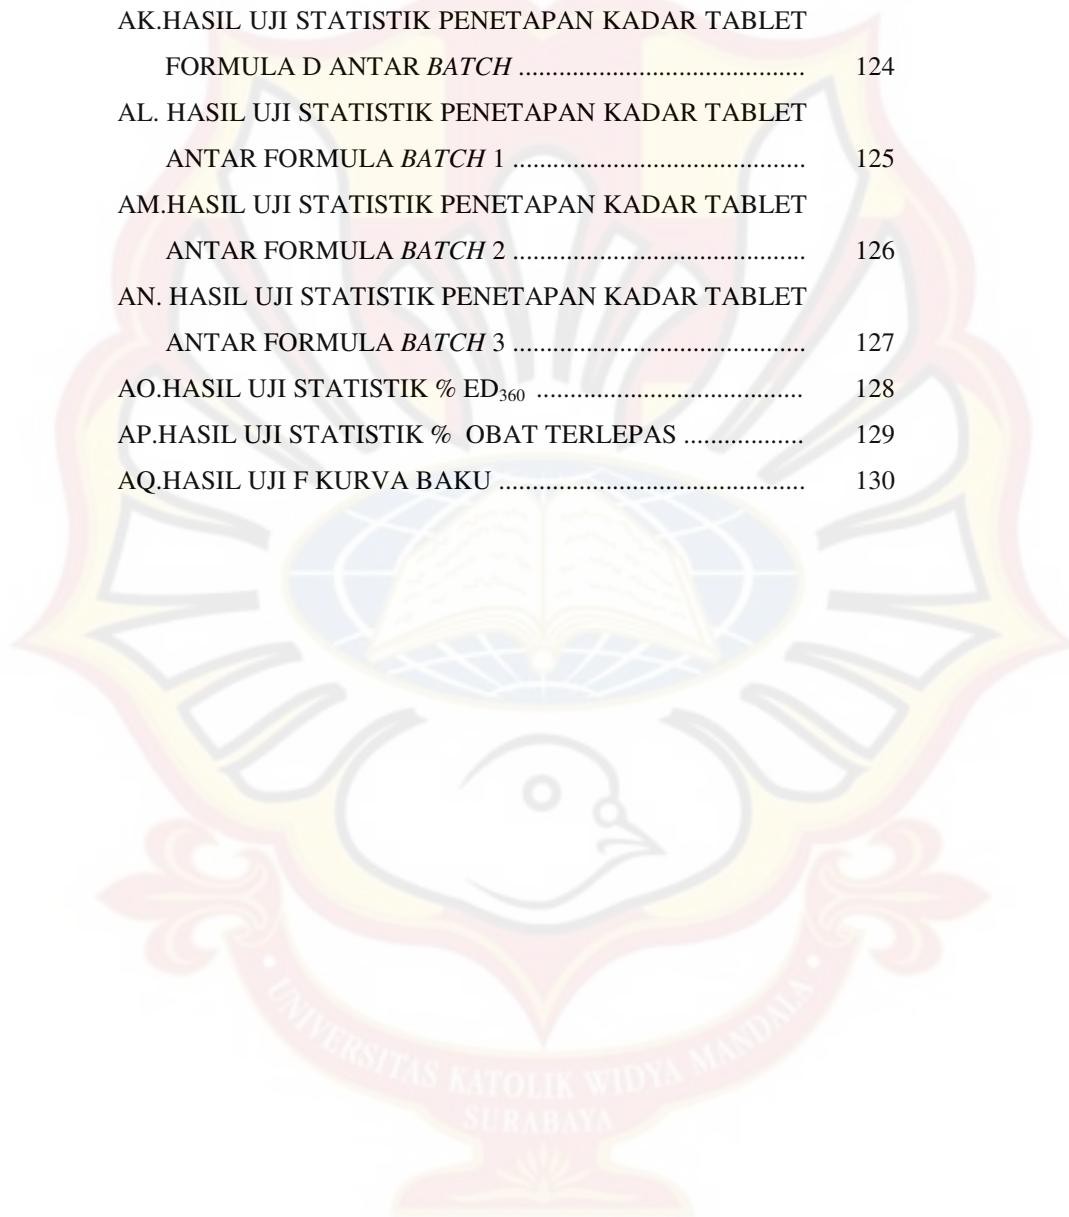 AK.HASIL UJI STATISTIK PENETAPAN KADAR TABLET
FORMULA D ANTAR BATCH ........................................... 124
AL. HASIL UJI STATISTIK PENETAPAN KADAR TABLET
ANTAR FORMULA BATCH 1 ............................................ 125
AM.HASIL UJI STATISTIK PENETAPAN KADAR TABLET
ANTAR FORMULA BATCH 2 ............................................ 126
AN. HASIL UJI STATISTIK PENETAPAN KADAR TABLET
ANTAR FORMULA BATCH 3 ............................................ 127
AO.HASIL UJI STATISTIK % ED₃₆₀ ........................................ 128
AP.HASIL UJI STATISTIK % OBAT TERLEPAS .................. 129
AQ.HASIL UJI F KURVA BAKU .............................................. 130
UNIVERSITAS KATOLIK WIDYA MANDALA
SURABAYA